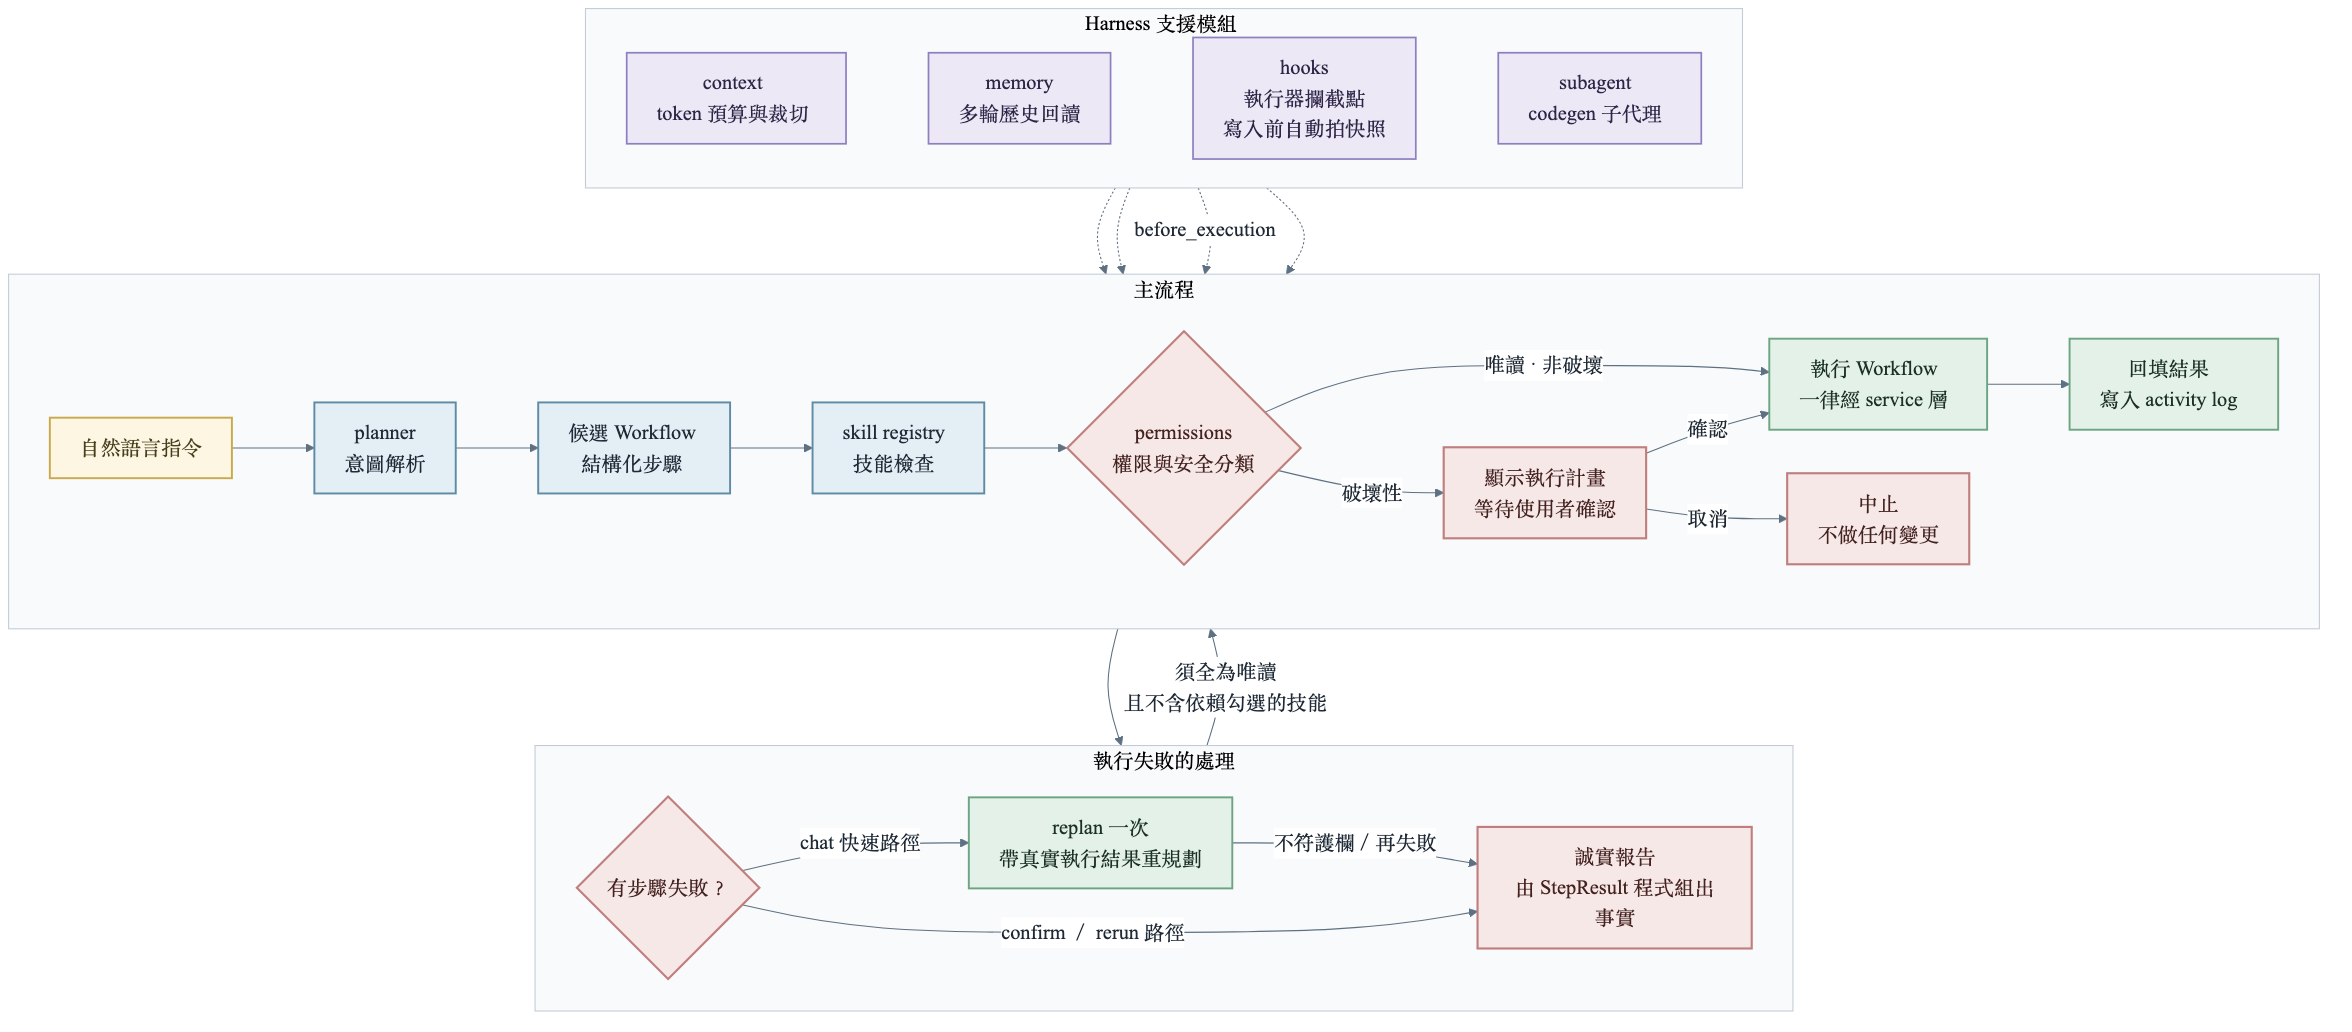 Harness 支援模組
context
token 預算與裁切
memory
多輪歷史回讀
hooks
執行器攔截點
寫入前自動拍快照
subagent
codegen 子代理
before_execution
主流程
自然語言指令
planner
意圖解析
候選 Workflow
結構化步驟
skill registry
技能檢查
permissions
權限與安全分類
唯讀 · 非破壞
破壞性
顯示執行計畫
等待使用者確認
確認
取消
執行 Workflow
一律經 service 層
中止
不做任何變更
回填結果
寫入 activity log
須全為唯讀
且不含依賴勾選的技能
執行失敗的處理
有步驟失敗？
chat 快速路徑
replan 一次
帶真實執行結果重規劃
不符護欄／再失敗
confirm ／ rerun 路徑
誠實報告
由 StepResult 程式組出
事實